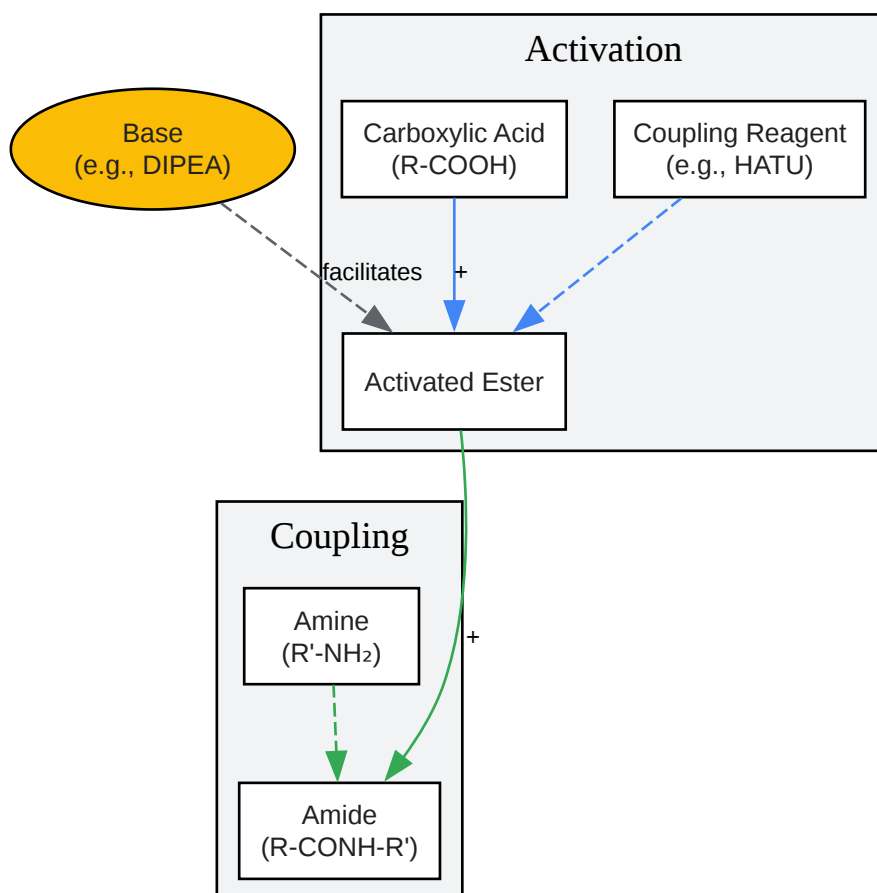 Activation
Base
(e.g., DIPEA)
Carboxylic Acid
(R-COOH)
Coupling Reagent
(e.g., HATU)
facilitates
+
Activated Ester
Coupling
Amine
(R'-NH₂)
+
Amide
(R-CONH-R')